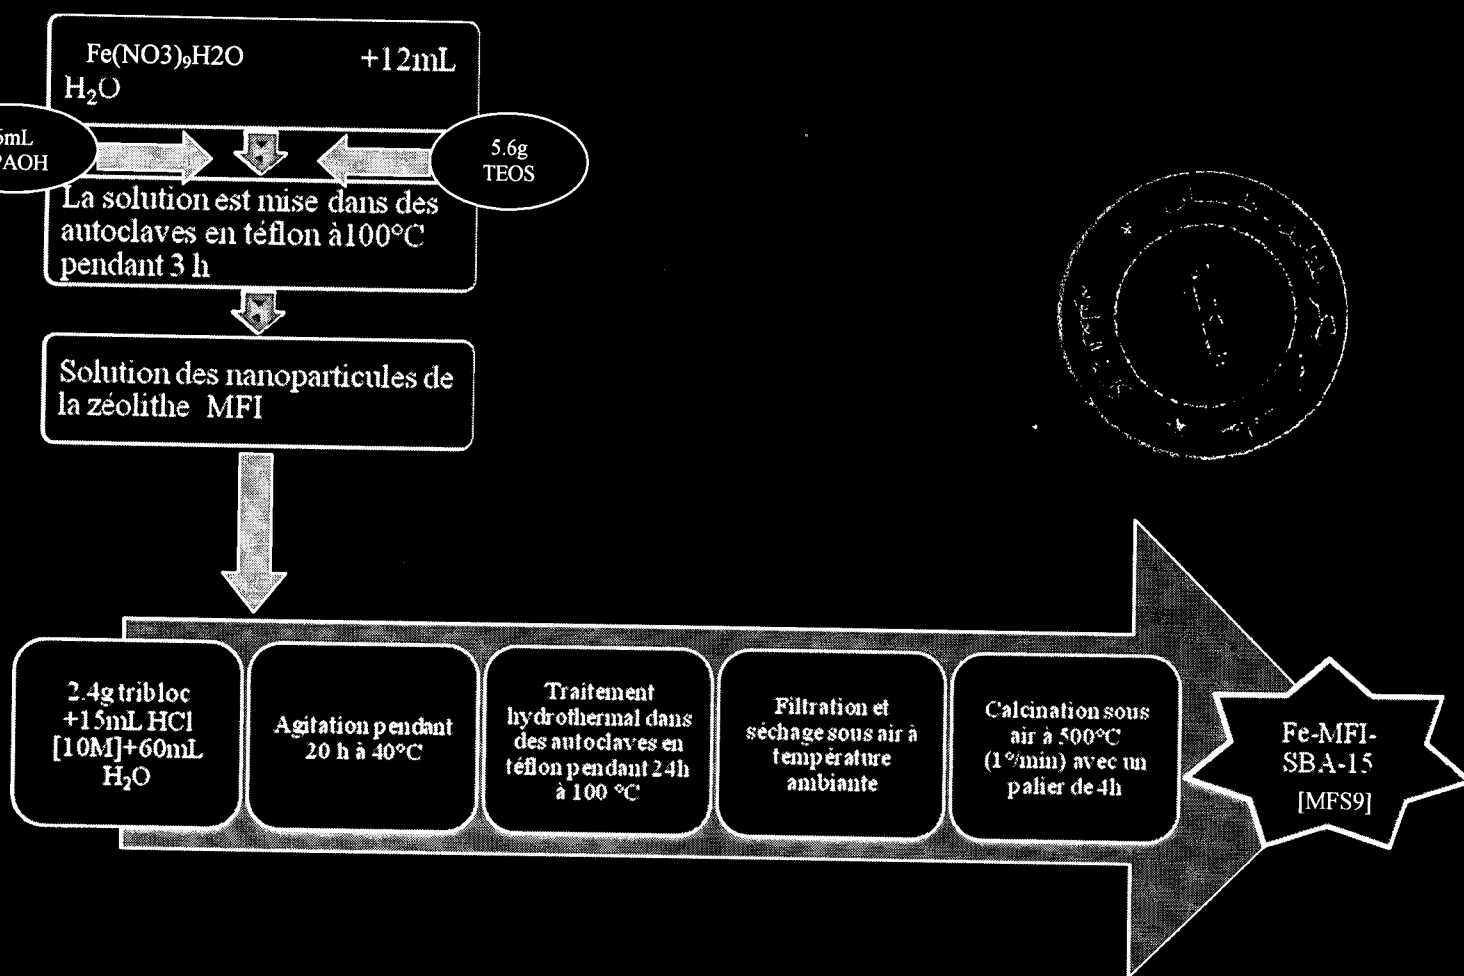 Fe(NO3)₉H2O +12mL
H₂O
5.6g
TEOS
La solution est mise dans des
autoclaves en téflon à100°C
pendant 3 h
Solution des nanoparticules de
la zéolithe MFI
2.4g tribloc
+15mL HCl
[10M]+60mL
H₂O
Agitation pendant
20 h à 40°C
Traitement
hydrothermal dans
des autoclaves en
téflon pendant 24h
à 100 °C
Filtration et
séchage sous air à
température
ambiante
Calcination sous
air à 500°C
(1°/min) avec un
palier de 4h
Fe-MFI-
SBA-15
[MFS9]